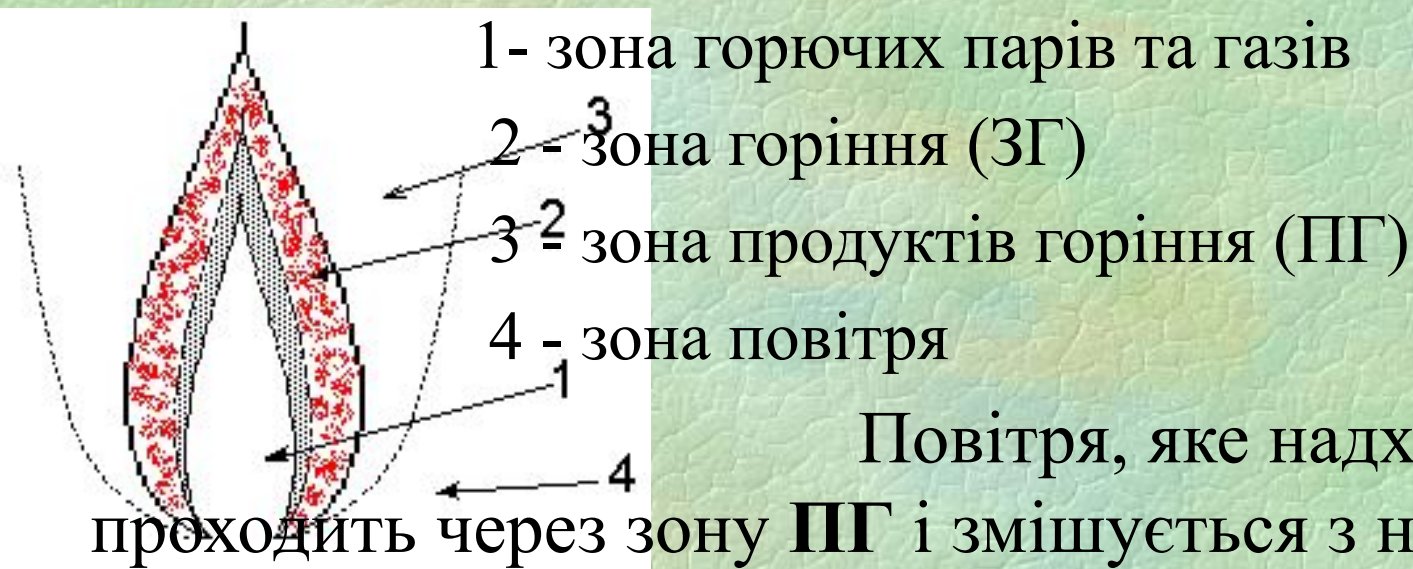 1- зона горючих парів та газів
2 - зона горіння (ЗГ)
3 - зона продуктів горіння (ПГ)
4 - зона повітря
3
2
1
4
Повітря, яке надх
проходить через зону ПГ і змішується з н